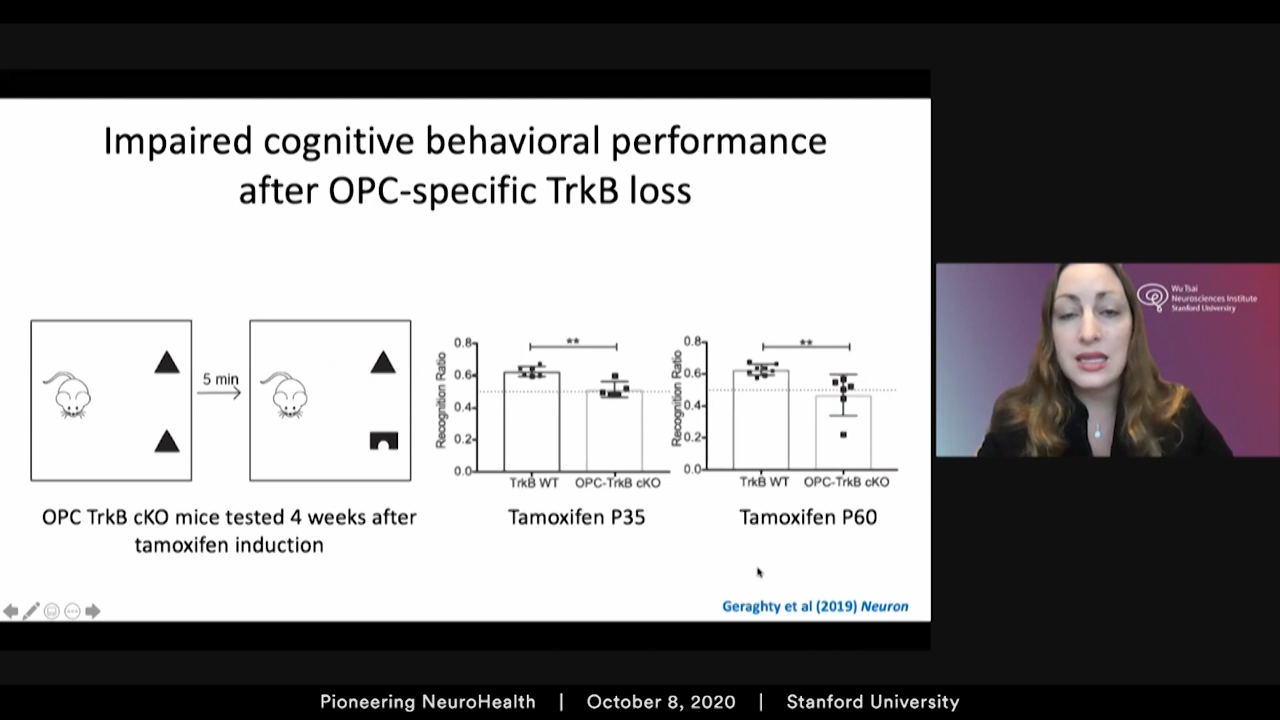 Impaired cognitive behavioral performance
after OPC-specific TrkB loss
5 min
OPC TrkB cKO mice tested 4 weeks after
tamoxifen induction
Recognition Ratio
0.8
0.6
0.4
0.2
0.0
**
TrkB WT
OPC-TrkB cKO
Tamoxifen P35
Recognition Ratio
0.8
0.6
0.4
0.2
0.0
**
TrkB WT
OPC-TrkB cKO
Tamoxifen P60
Geraghty et al (2019) Neuron
Wu Tsai
Neurosciences Institute
Stanford University
Pioneering NeuroHealth | October 8, 2020 | Stanford University